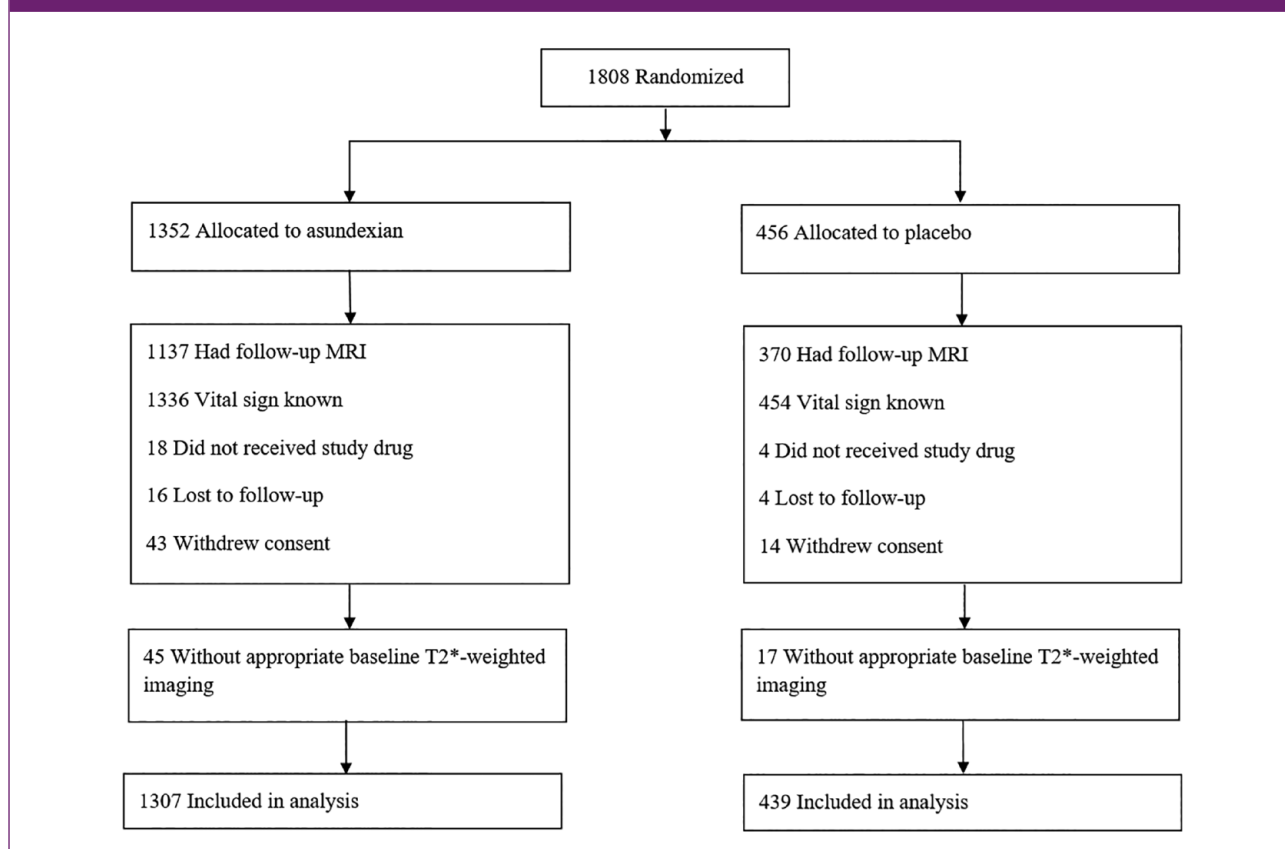 1808 Randomized
1352 Allocated to asundexian
456 Allocated to placebo
1137 Had follow-up MRI
1336 Vital sign known
18 Did not received study drug
16 Lost to follow-up
43 Withdrew consent
370 Had follow-up MRI
454 Vital sign known
4 Did not received study drug
4 Lost to follow-up
14 Withdrew consent
45 Without appropriate baseline T2*-weighted
imaging
17 Without appropriate baseline T2*-weighted
imaging
1307 Included in analysis
439 Included in analysis